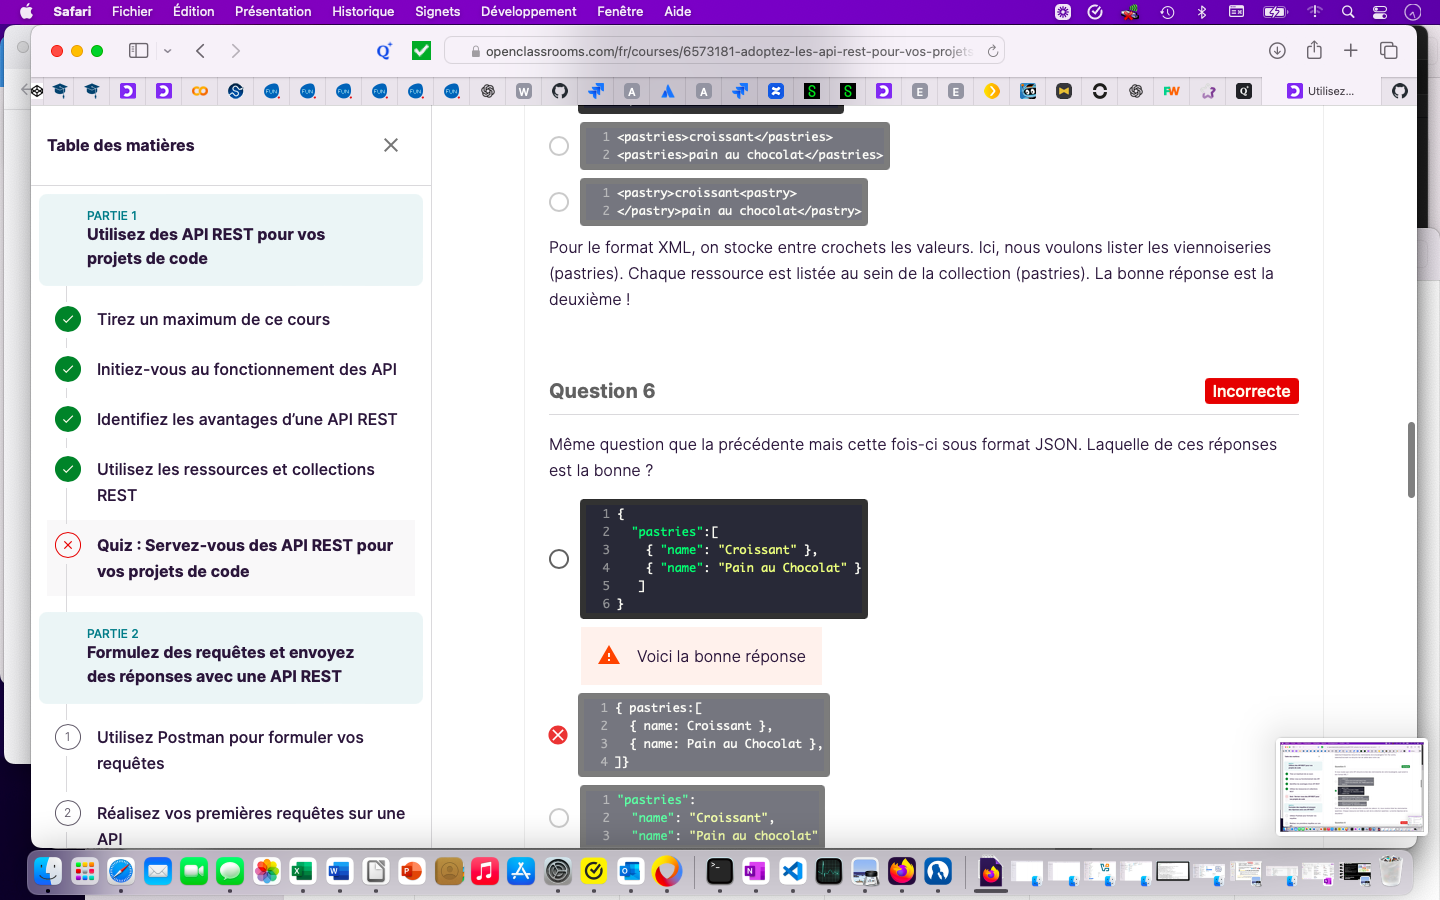 Safari Fichier Édition Présentation Historique Signets Développement Fenêtre Aide
openclassrooms.com/fr/courses/6573181-adoptez-les-api-rest-pour-vos-projets
Utilisez...
Table des matières
PARTIE 1
Utilisez des API REST pour vos
projets de code
Tirez un maximum de ce cours
Initiez-vous au fonctionnement des API
Identifiez les avantages d’une API REST
Utilisez les ressources et collections
REST
Quiz : Servez-vous des API REST pour
vos projets de code
PARTIE 2
Formulez des requêtes et envoyez
des réponses avec une API REST
1
Utilisez Postman pour formuler vos
requêtes
2
Réalisez vos premières requêtes sur une
API
1 <pastries>croissant</pastries>
2 <pastries>pain au chocolat</pastries>
1 <pastry>croissant<pastry>
2 </pastry>pain au chocolat</pastry>
Pour le format XML, on stocke entre crochets les valeurs. Ici, nous voulons lister les viennoiseries
(pastries). Chaque ressource est listée au sein de la collection (pastries). La bonne réponse est la
deuxième !
Question 6
Incorrecte
Même question que la précédente mais cette fois-ci sous format JSON. Laquelle de ces réponses
est la bonne ?
1 {
2 "pastries":[
3 { "name": "Croissant" },
4 { "name": "Pain au Chocolat" }
5 ]
6 }
Voici la bonne réponse
1 { pastries:[
2 { name: Croissant },
3 { name: Pain au Chocolat },
4 ]}
1 "pastries":
2 "name": "Croissant",
3 "name": "Pain au chocolat"